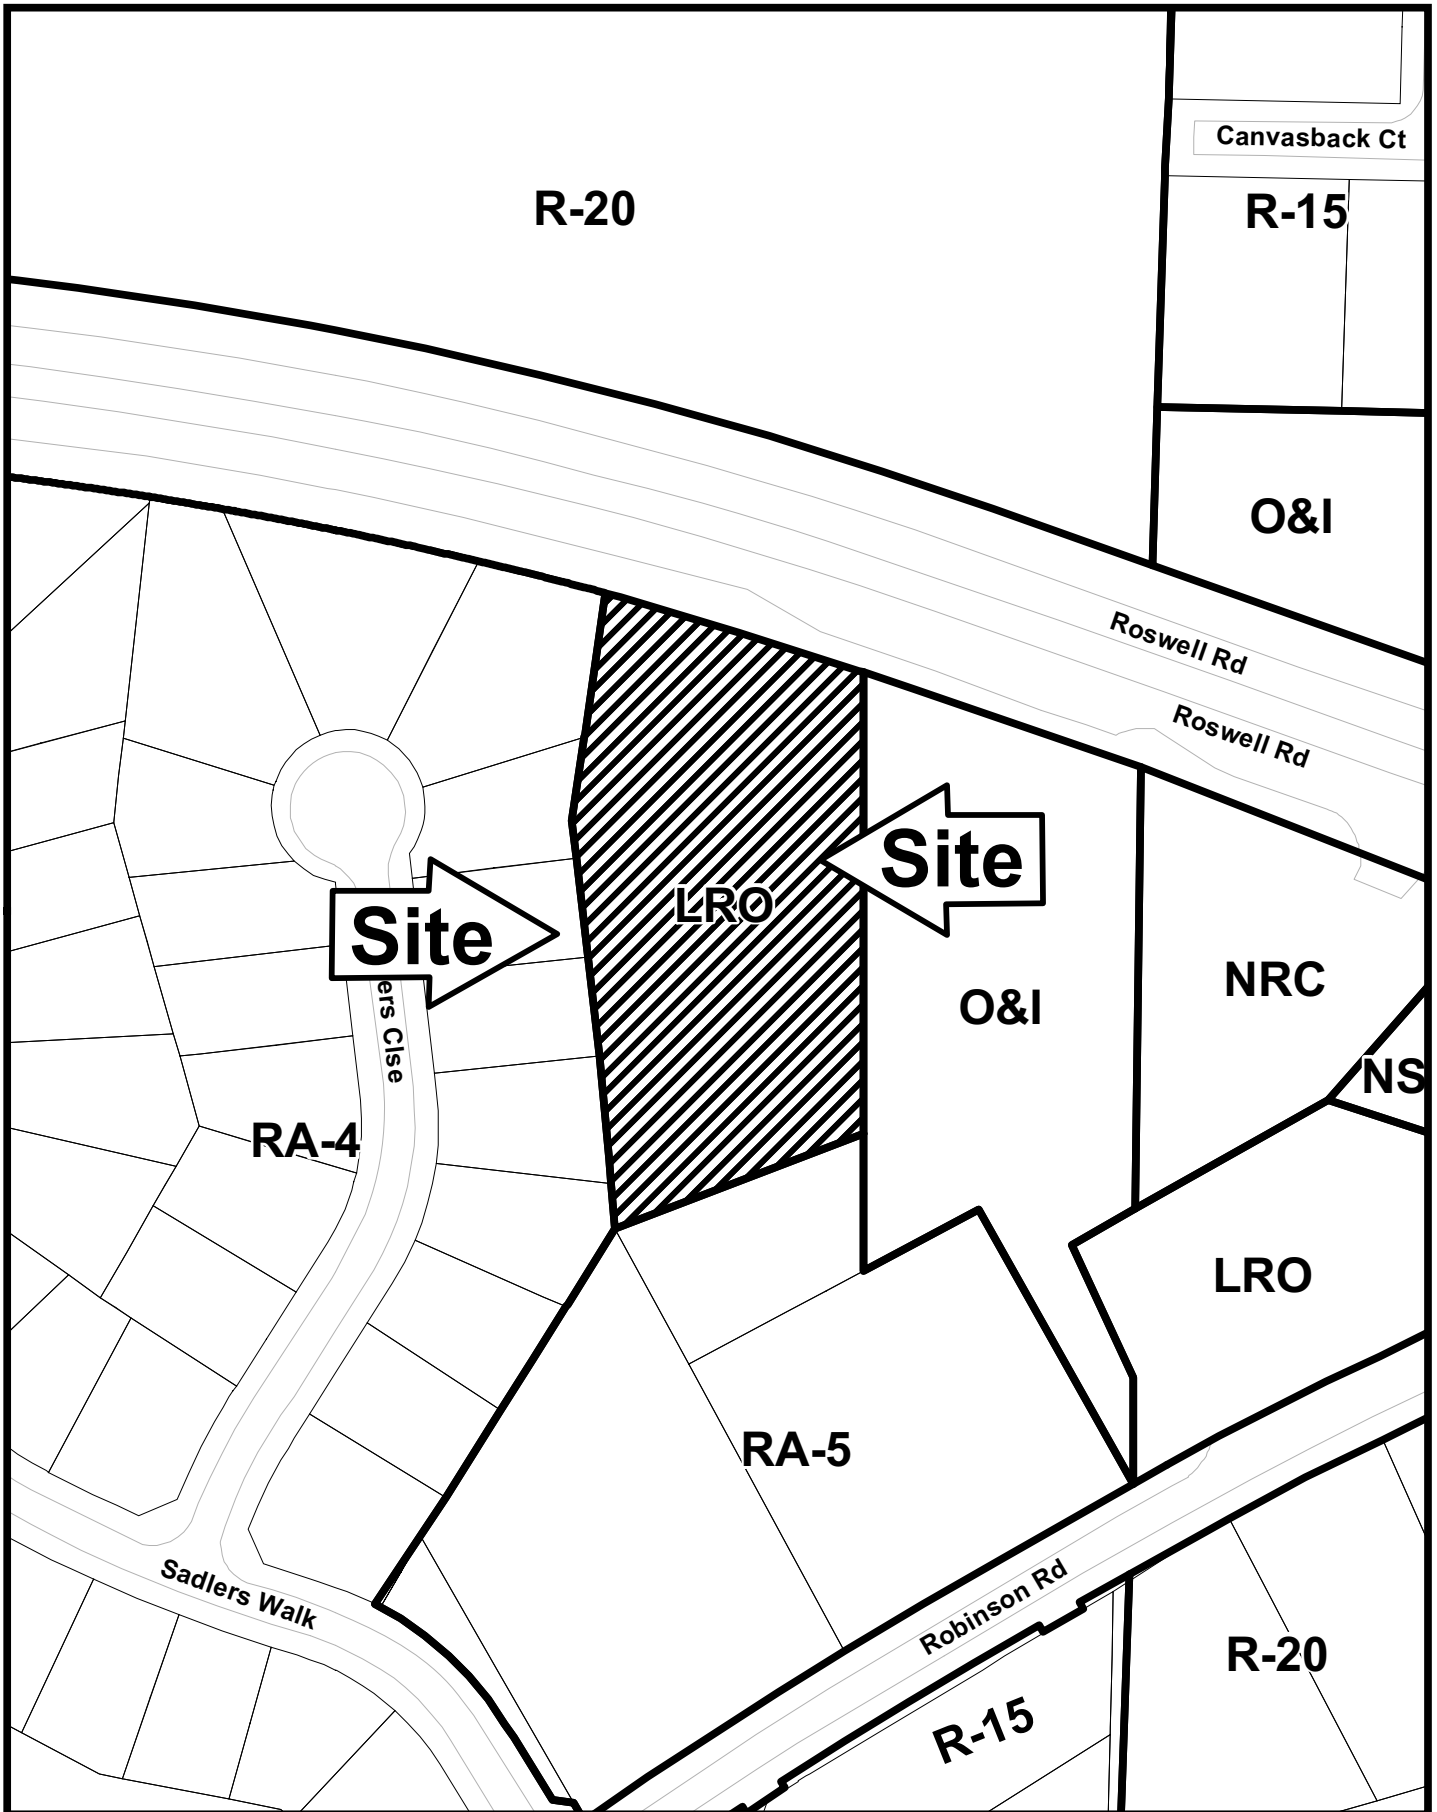 Canvasback Ct
R-20
R-15
O&I
Roswell Rd
Roswell Rd
Site
LRO
Site
NRC
O&I
ers Clse
NS
RA-4
LRO
RA-5
Sadlers Walk
Robinson Rd
R-20
R-15